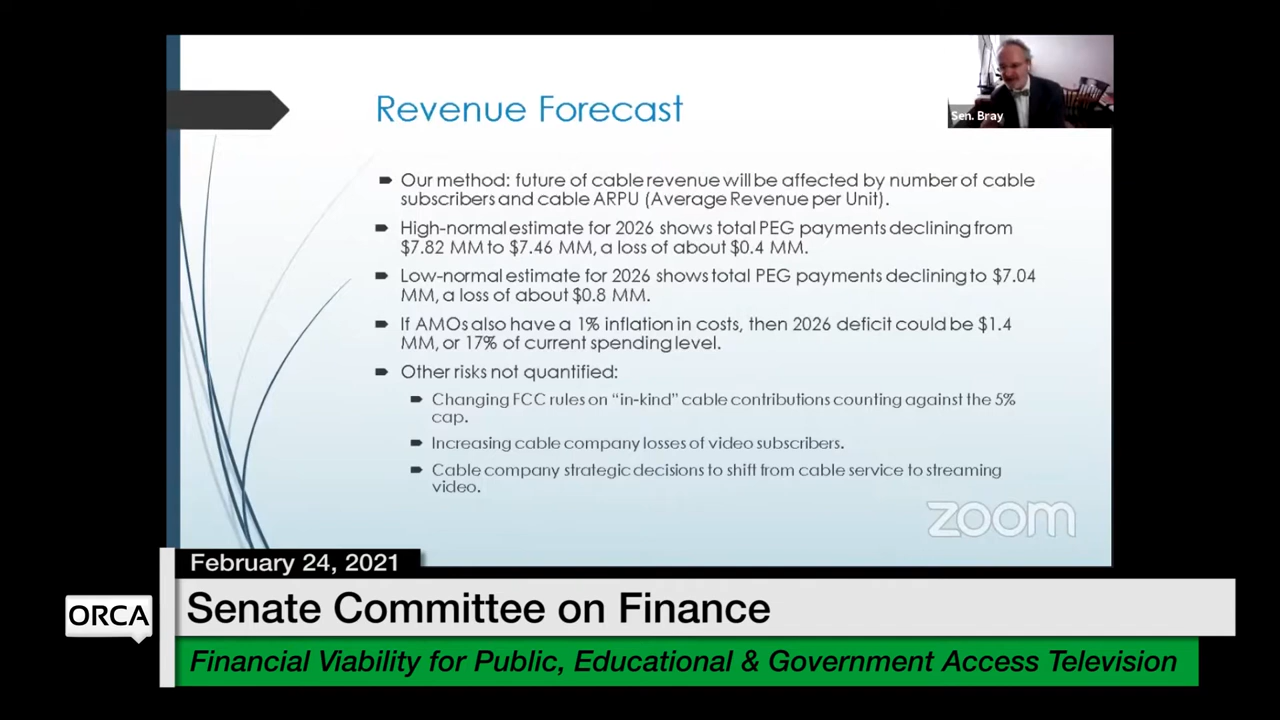 Revenue Forecast
Sen. Bray
Our method: future of cable revenue will be affected by number of cable
subscribers and cable ARPU (Average Revenue per Unit).
High-normal estimate for 2026 shows total PEG payments declining from
$7.82 MM to $7.46 MM, a loss of about $0.4 MM.
Low-normal estimate for 2026 shows total PEG payments declining to $7.04
MM, a loss of about $0.8 MM.
If AMOs also have a 1% inflation in costs, then 2026 deficit could be $1.4
MM, or 17% of current spending level.
Other risks not quantified:
Changing FCC rules on “in-kind” cable contributions counting against the 5%
cap.
Increasing cable company losses of video subscribers.
Cable company strategic decisions to shift from cable service to streaming
video.
zoom
February 24, 2021
ORCA
Senate Committee on Finance
Financial Viability for Public, Educational & Government Access Television